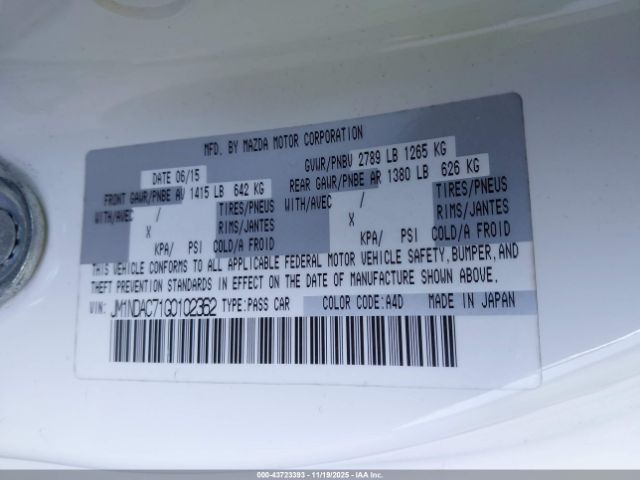 MFD. BY MAZDA MOTOR CORPORATION
DATE 06/15 GVWR/PNBV 2789 LB 1265 KG
FRONT GAWR/PNBE AV 1415 LB 642 KG REAR GAWR/PNBE AR 1380 LB 626 KG
WITH/AVEC / TIRES/PNEUS WITH/AVEC / TIRES/PNEUS
X RIMS/JANTES X RIMS/JANTES
KPA/ PSI COLD/A FROID KPA/ PSI COLD/A FROID
THIS VEHICLE CONFORMS TO ALL APPLICABLE FEDERAL MOTOR VEHICLE SAFETY, BUMPER, AND
THEFT PREVENTION STANDARDS IN EFFECT ON THE DATE OF MANUFACTURE SHOWN ABOVE.
VIN: JM1NDAC71G0102362 TYPE:PASS CAR COLOR CODE:A4D MADE IN JAPAN
000-43723393 - 11/19/2025 - IAA Inc.